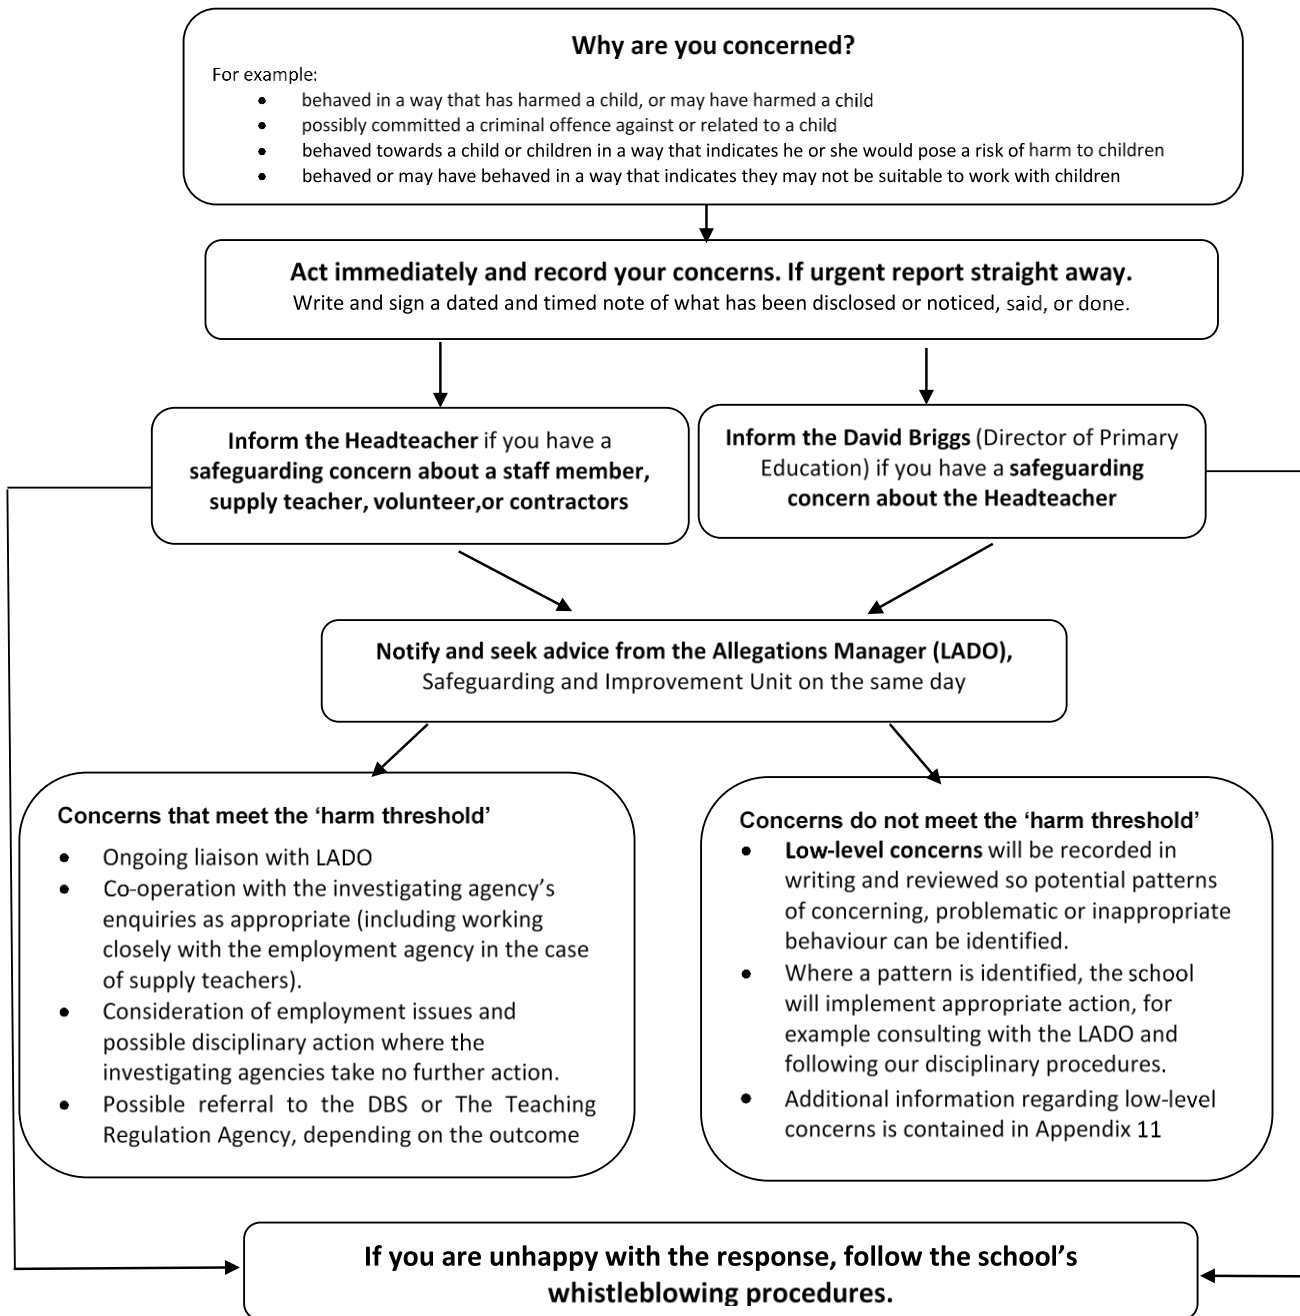 Why are you concerned?
For example:
• behaved in a way that has harmed a child, or may have harmed a child
• possibly committed a criminal offence against or related to a child
• behaved towards a child or children in a way that indicates he or she would pose a risk of harm to children
• behaved or may have behaved in a way that indicates they may not be suitable to work with children
Act immediately and record your concerns. If urgent report straight away.
Write and sign a dated and timed note of what has been disclosed or noticed, said, or done.
Inform the Headteacher if you have a
safeguarding concern about a staff member,
supply teacher, volunteer,or contractors
Inform the David Briggs (Director of Primary
Education) if you have a safeguarding
concern about the Headteacher
Notify and seek advice from the Allegations Manager (LADO),
Safeguarding and Improvement Unit on the same day
Concerns that meet the ‘harm threshold’
• Ongoing liaison with LADO
• Co-operation with the investigating agency’s
enquiries as appropriate (including working
closely with the employment agency in the case
of supply teachers).
• Consideration of employment issues and
possible disciplinary action where the
investigating agencies take no further action.
• Possible referral to the DBS or The Teaching
Regulation Agency, depending on the outcome
Concerns do not meet the ‘harm threshold’
• Low-level concerns will be recorded in
writing and reviewed so potential patterns
of concerning, problematic or inappropriate
behaviour can be identified.
• Where a pattern is identified, the school
will implement appropriate action, for
example consulting with the LADO and
following our disciplinary procedures.
• Additional information regarding low-level
concerns is contained in Appendix 11
If you are unhappy with the response, follow the school’s
whistleblowing procedures.